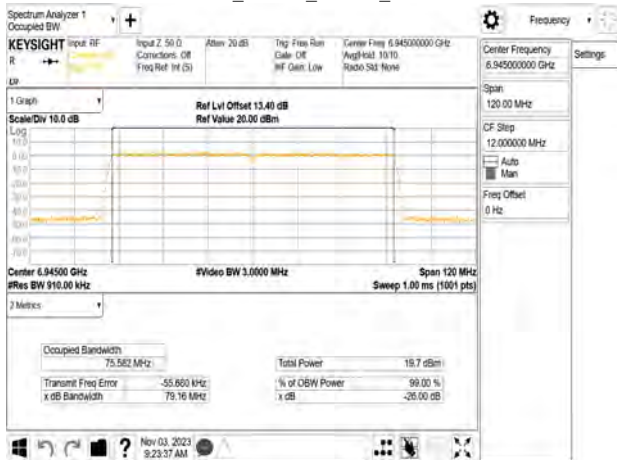 Spectrum Analyzer 1
Occupied BW
+
Frequency
KEYSIGHT
R
Input: RF
Input Z: 50 Ω
Corrections: Off
Freq Ref: Int (S)
Atten: 20 dB
Trig: Free Run
Gate: Off
#IF Gain: Low
Center Freq: 6.945000000 GHz
Avg|Hold: 10/10
Radio Std: None
Center Frequency
6.945000000 GHz
Settings
Span
120.00 MHz
CF Step
12.000000 MHz
Auto
Man
Freq Offset
0 Hz
1 Graph
Scale/Div 10.0 dB
Ref Lvl Offset 13.40 dB
Ref Value 20.00 dBm
Log
10.0
0.00
Center 6.94500 GHz
#Res BW 910.00 kHz
#Video BW 3.0000 MHz
Span 120 MHz
Sweep 1.00 ms (1001 pts)
2 Metrics
Occupied Bandwidth
75.562 MHz
Total Power
19.7 dBm
Transmit Freq Error
-55.660 kHz
% of OBW Power
99.00 %
x dB Bandwidth
79.16 MHz
x dB
-26.00 dB
?
Nov 03, 2023
9:23:37 AM